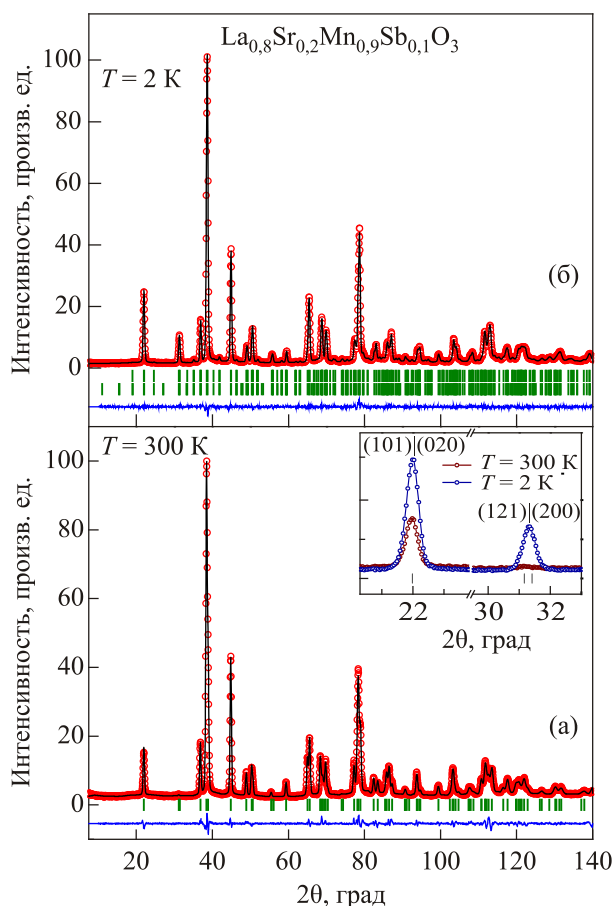 La0,8Sr0,2Mn0,9Sb0,1O3
T = 2 К
100
80
60
40
20
0
Интенсивность, произв. ед.
(б)
T = 300 К
100
80
60
40
20
0
Интенсивность, произв. ед.
(101) (020)
T = 300 К
T = 2 К
(121) (200)
22 30 32
2θ, град
(а)
20 40 60 80 100 120 140
2θ, град